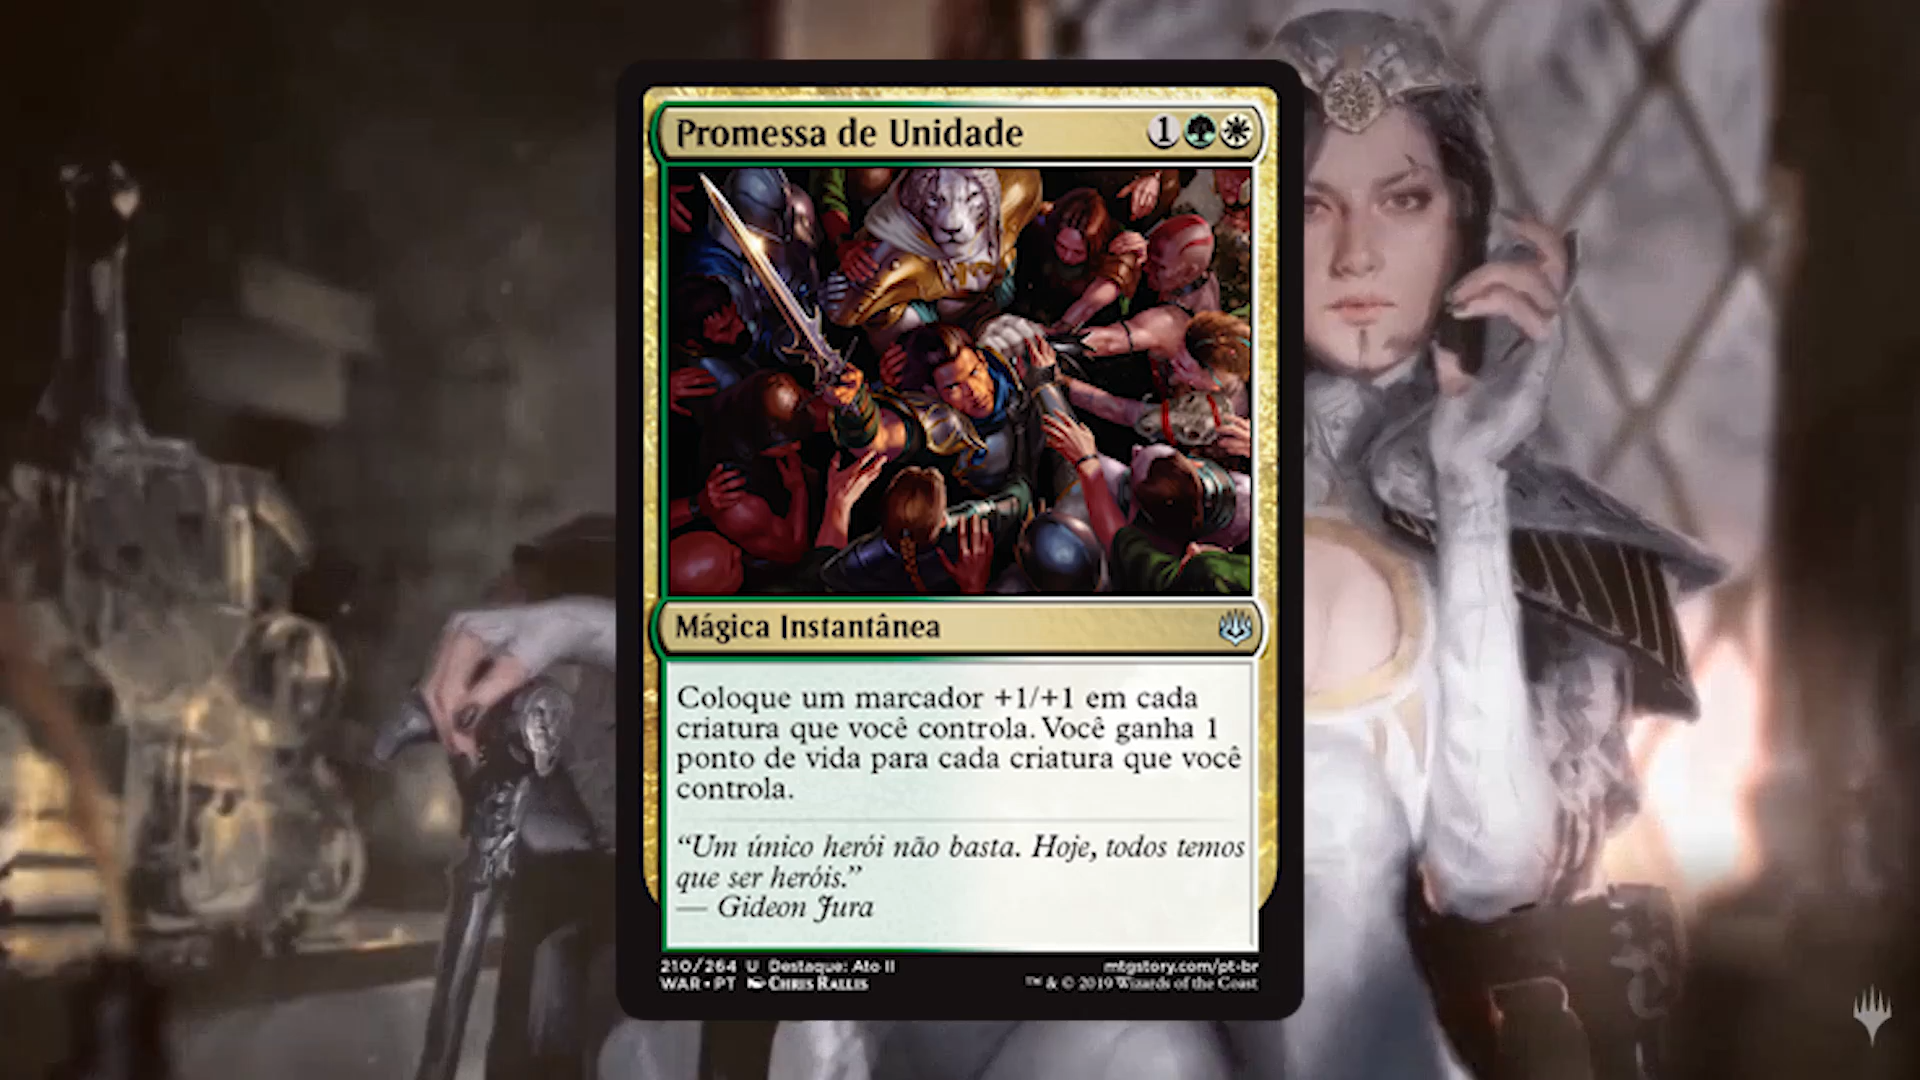 Promessa de Unidade 1
Mágica Instantânea
Coloque um marcador +1/+1 em cada
criatura que você controla. Você ganha 1
ponto de vida para cada criatura que você
controla.
“Um único herói não basta. Hoje, todos temos
que ser heróis.”
— Gideon Jura
210/264 U Destaque: Ato II
mtgstory.com/pt-br
WAR • PT Chris Rallis
™ & © 2019 Wizards of the Coast